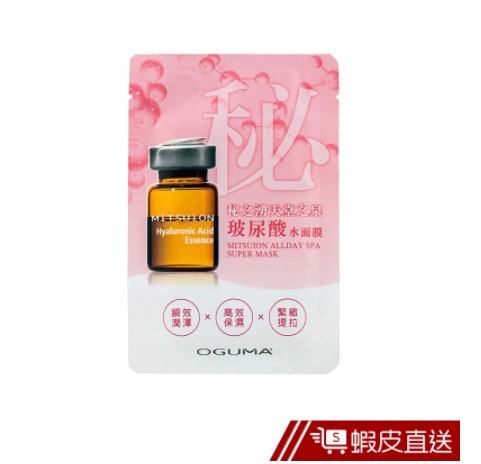 秘
MITSUION
Hyaluronic Acid
Essence
秘之湧天堂之泉
玻尿酸水面膜
MITSUION ALLDAY SPA
SUPER MASK
瞬效
潤澤
×
高效
保濕
×
緊緻
提拉
OGUMA
S
蝦皮直送